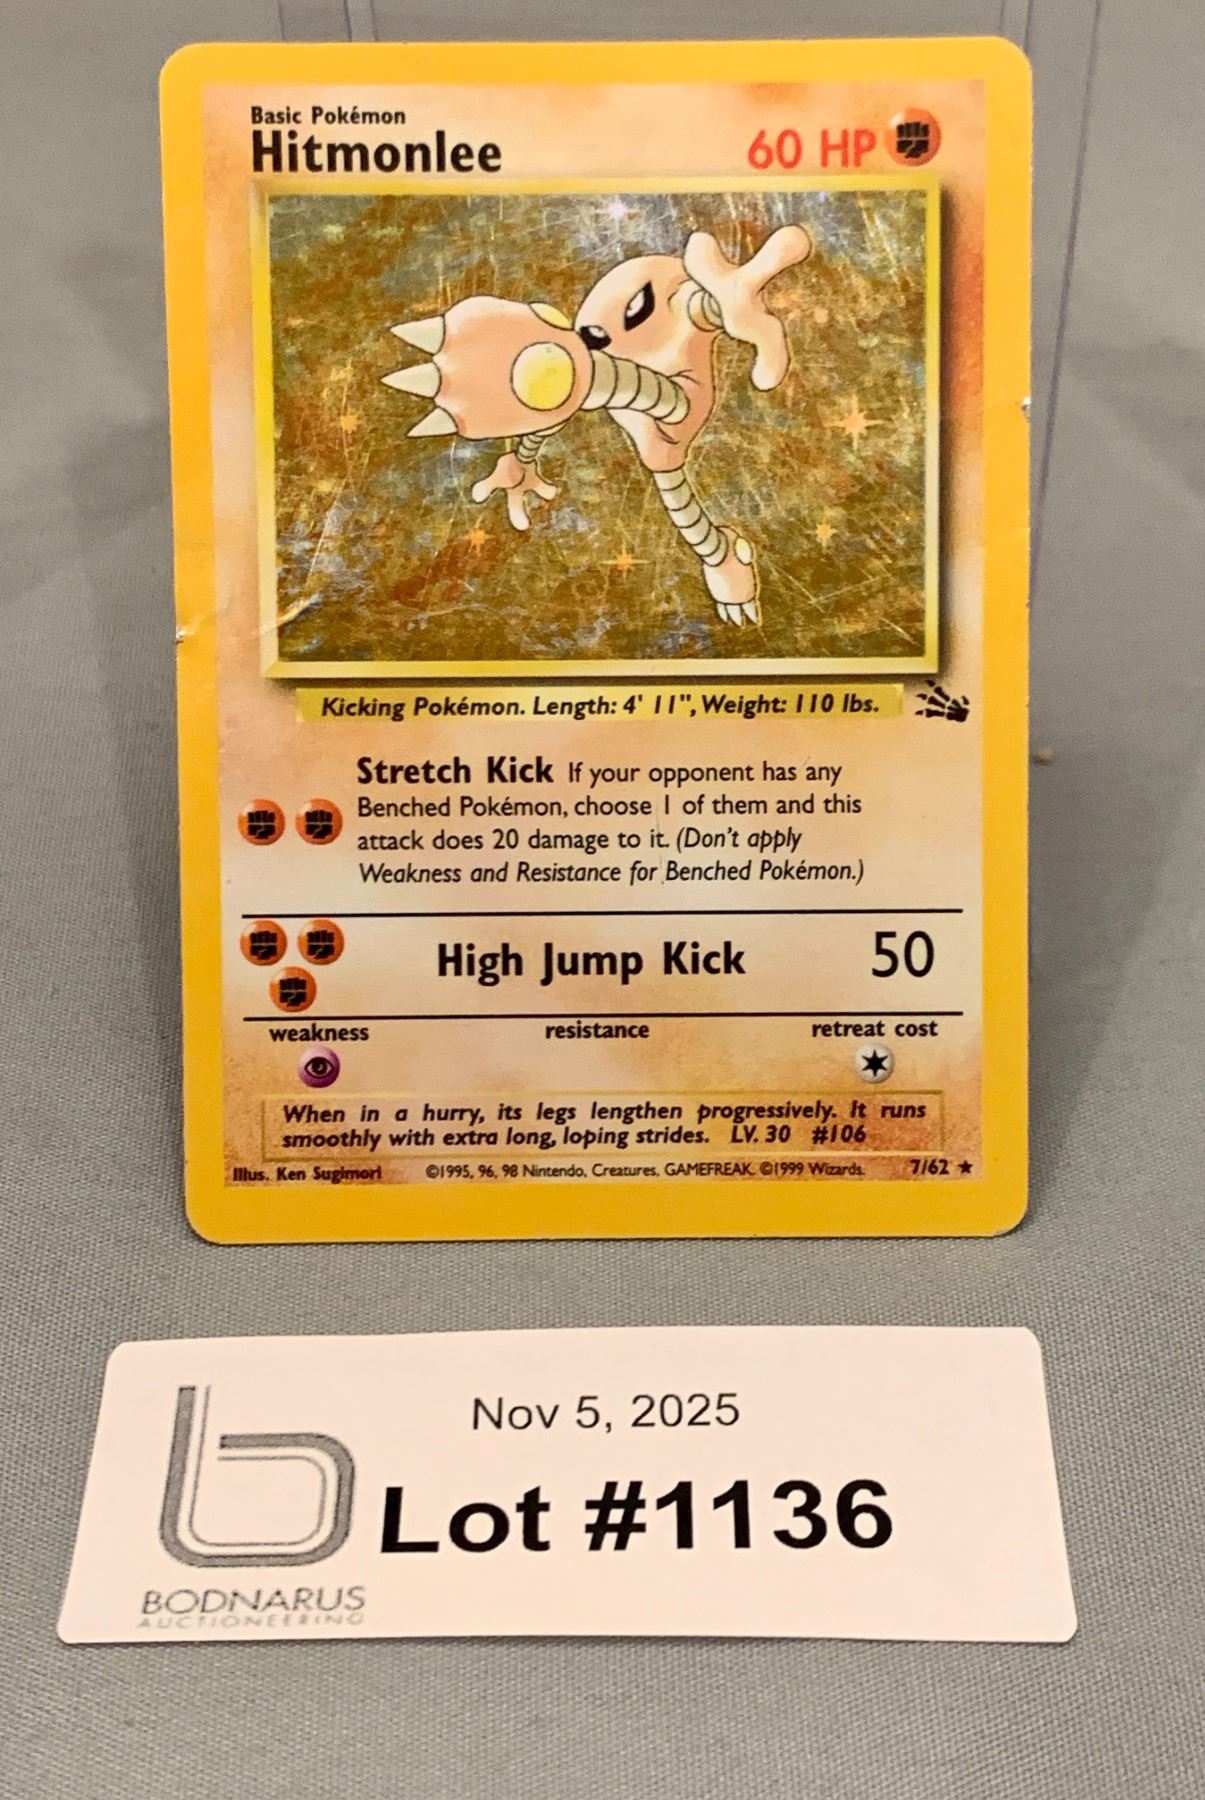 Basic Pokémon
Hitmonlee
60 HP
Kicking Pokémon. Length: 4' 11", Weight: 110 lbs.
Stretch Kick If your opponent has any
Benched Pokémon, choose 1 of them and this
attack does 20 damage to it. (Don't apply
Weakness and Resistance for Benched Pokémon.)
High Jump Kick 50
weakness resistance retreat cost
When in a hurry, its legs lengthen progressively. It runs
smoothly with extra long, loping strides. LV. 30 #106
Illus. Ken Sugimori ©1995, 96, 98 Nintendo, Creatures, GAMEFREAK. ©1999 Wizards. 7/62 ★
Nov 5, 2025
Lot #1136
BODNARUS
AUCTIONEERING